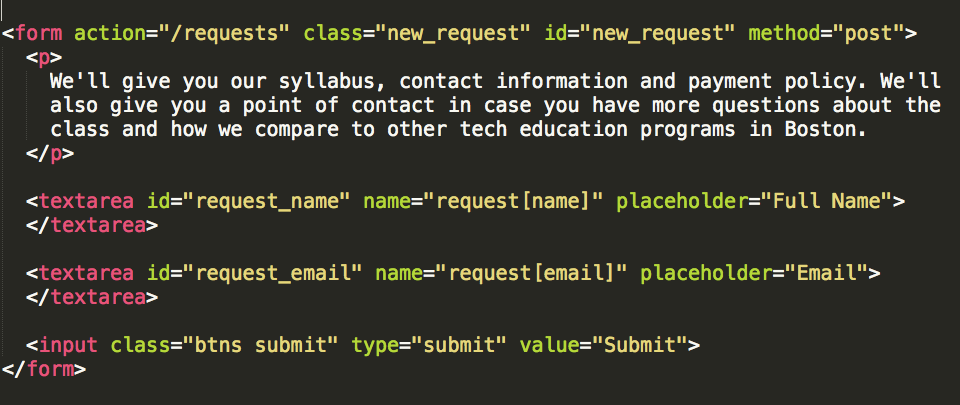 <form action="/requests" class="new_request" id="new_request" method="post">
<p>
We'll give you our syllabus, contact information and payment policy. We'll
also give you a point of contact in case you have more questions about the
class and how we compare to other tech education programs in Boston.
</p>
<textarea id="request_name" name="request[name]" placeholder="Full Name">
</textarea>
<textarea id="request_email" name="request[email]" placeholder="Email">
</textarea>
<input class="btns submit" type="submit" value="Submit">
</form>